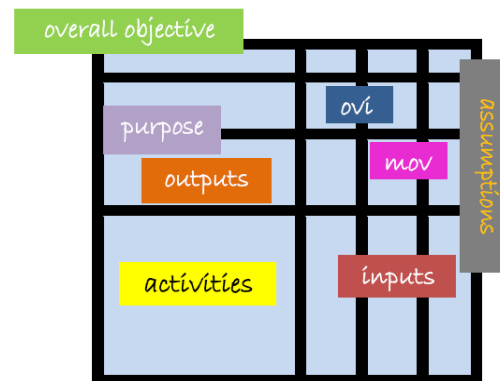 overall objective
ovi
assumptions
purpose
mov
outputs
activities
inputs